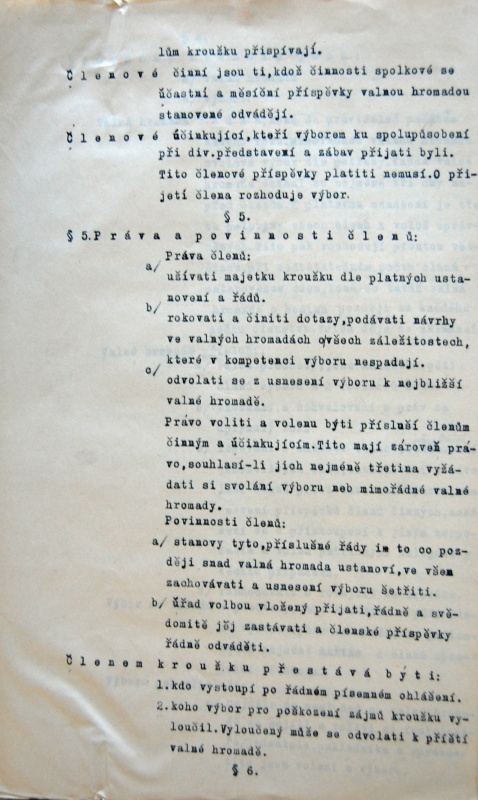 lům kroužku přispívají.
Č l e n o v é činní jsou ti,kdož činnosti spolkové se
účastní a měsíční příspěvky valnou hromadou
stanovené odvádějí.
Č l e n o v é účinkující,kteří výborem ku spolupůsobení
při div.představení a zábav přijati byli.
Tito členové příspěvky platiti nemusí.O při-
jetí člena rozhoduje výbor.
§ 5.
§ 5.P r á v a a p o v i n n o s t i č l e n ů:
Práva členů:
a/ užívati majetku kroužku dle platných usta-
novení a řádů.
b/ rokovati a činiti dotazy,podávati návrhy
ve valných hromadách o všech záležitostech,
které v kompetenci výboru nespadají.
c/ odvolati se z usnesení výboru k nejbližší
valné hromadě.
Právo voliti a volenu býti přísluší členům
činným a účinkujícím.Tito mají zároveň prá-
vo,souhlasí-li jich nejméně třetina vyžá-
dati si svolání výboru neb mimořádné valné
hromady.
Povinnosti členů:
a/ stanovy tyto,příslušné řády i to co poz-
ději snad valná hromada ustanoví,ve všem
zachovávati a usnesení výboru šetřiti.
b/ úřad volbou vložený přijati,řádně a svě-
domitě jěj zastávati a členské příspěvky
řádně odváděti.
Č l e n e m k r o u ž k u p ř e s t á v á b ý t i:
1.kdo vystoupí po řádném písemném ohlášení.
2.koho výbor pro poškození zájmů kroužku vy-
loučil.Vyloučený může se odvolati k příští
valné hromadě.
§ 6.